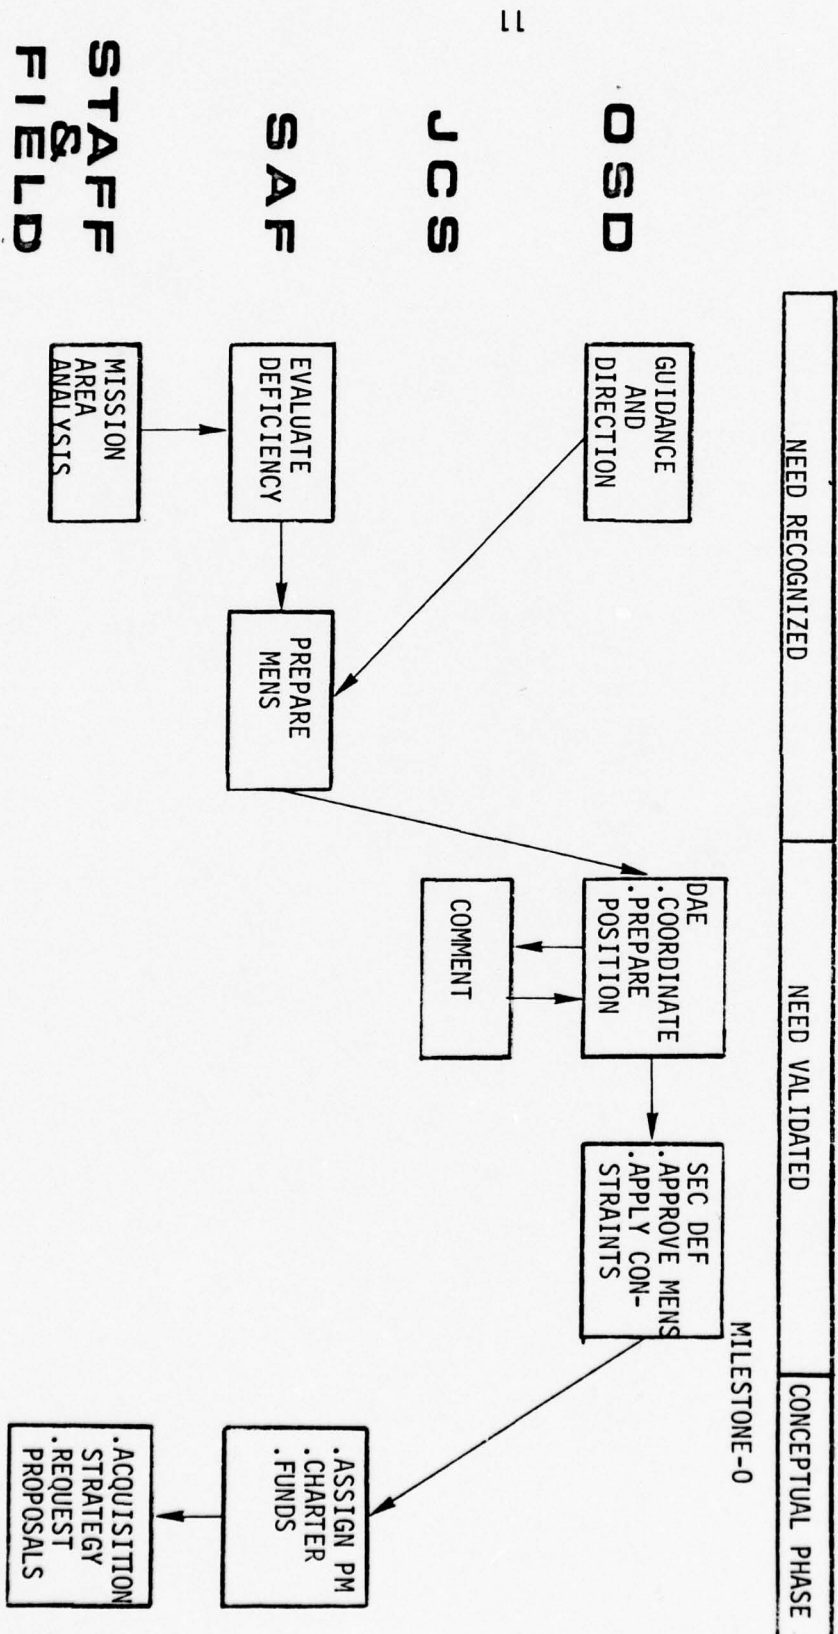 NEED RECOGNIZED
NEED VALIDATED
CONCEPTUAL PHASE
MILESTONE-0
OSD
GUIDANCE
AND
DIRECTION
DAE
.COORDINATE
.PREPARE
POSITION
SEC DEF
.APPROVE MENS
.APPLY CON-
STRAINTS
JCS
COMMENT
SAF
EVALUATE
DEFICIENCY
PREPARE
MENS
.ASSIGN PM
.CHARTER
.FUNDS
STAFF
&
FIELD
MISSION
AREA
ANALYSIS
.ACQUISITION
STRATEGY
.REQUEST
PROPOSALS
11